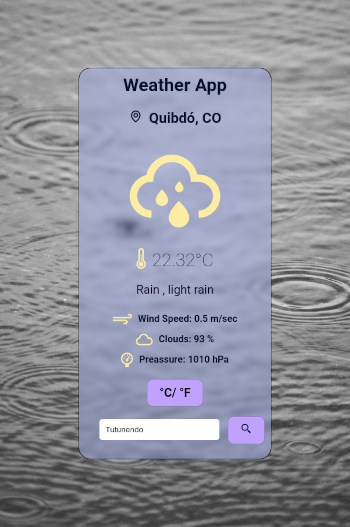 Weather App
Quibdó, CO
22.32°C
Rain , light rain
Wind Speed: 0.5 m/sec
Clouds: 93 %
Preassure: 1010 hPa
°C/ °F
Tutunendo